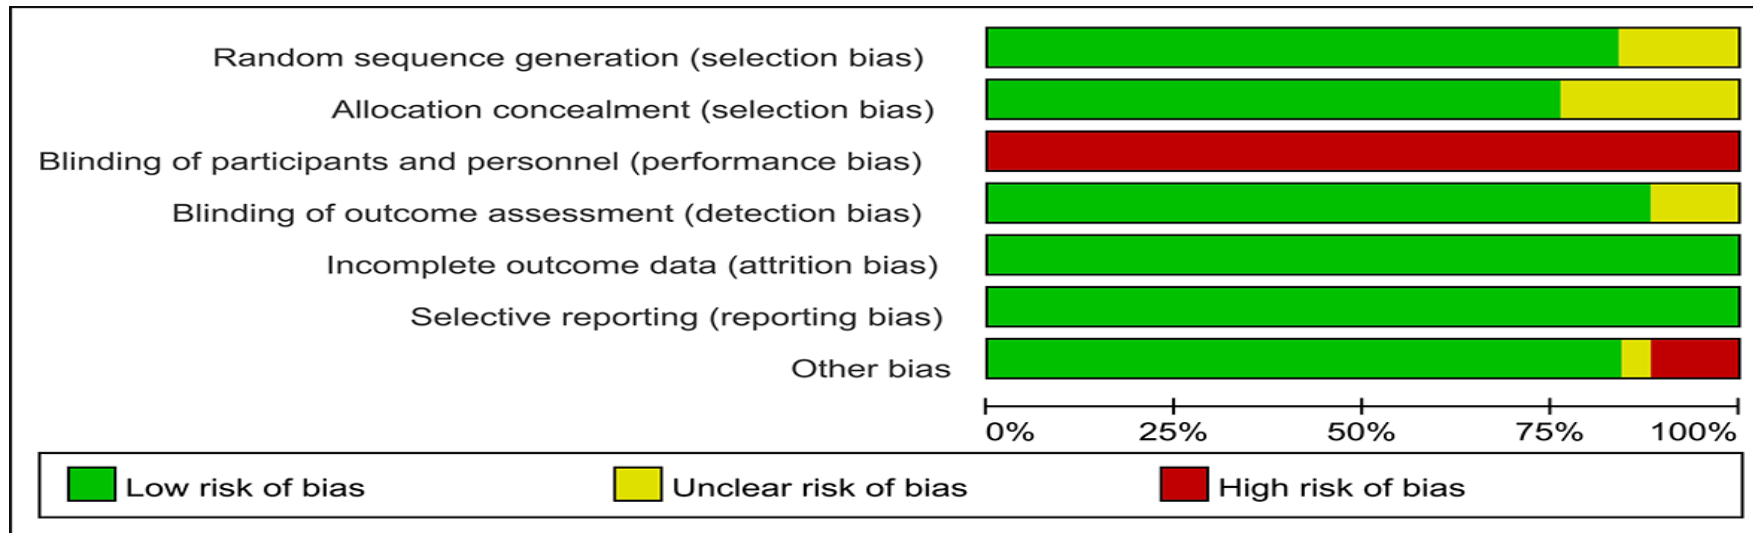 Random sequence generation (selection bias)
Allocation concealment (selection bias)
Blinding of participants and personnel (performance bias)
Blinding of outcome assessment (detection bias)
Incomplete outcome data (attrition bias)
Selective reporting (reporting bias)
Other bias
0% 25% 50% 75% 100%
Low risk of bias Unclear risk of bias High risk of bias